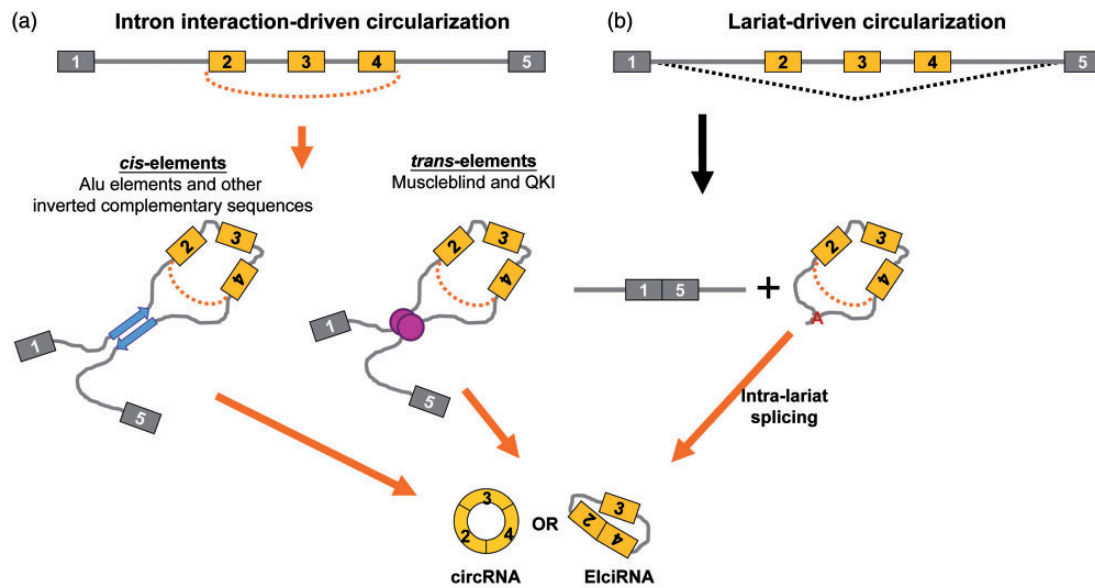 (a) Intron interaction-driven circularization
1 2 3 4 5
cis-elements
Alu elements and other
inverted complementary sequences
2 3 4
1
5
trans-elements
Muscleblind and QKI
2 3 4
1
5
(b) Lariat-driven circularization
1 2 3 4 5
1 5 + 2 3 4
A
Intra-lariat
splicing
3
2 4
OR
3
2 4
circRNA
EIciRNA